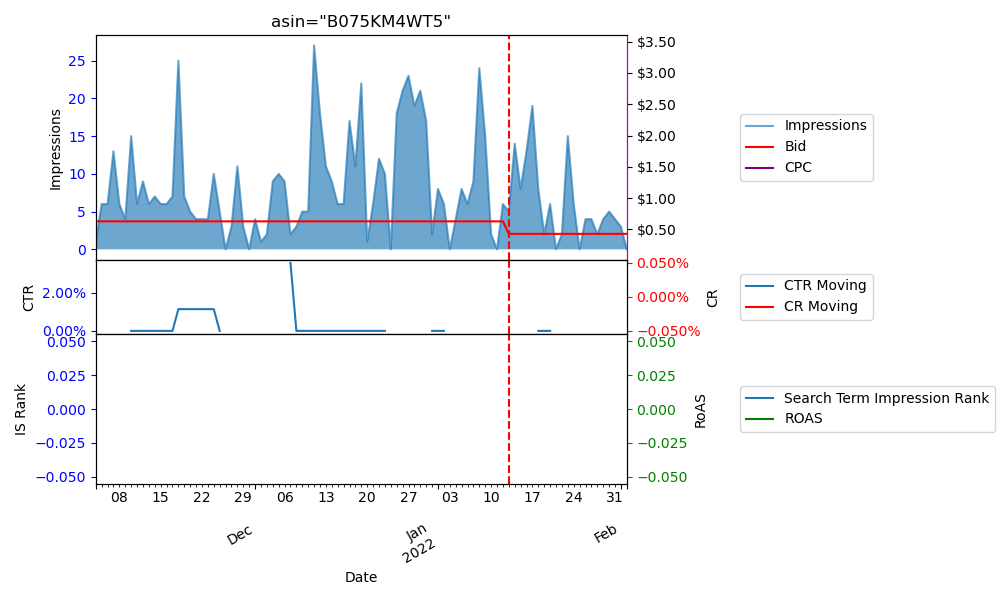 asin="B075KM4WT5"
Impressions
25
20
15
10
5
0
$3.50
$3.00
$2.50
$2.00
$1.50
$1.00
$0.50
Impressions
Bid
CPC
CTR
2.00%
0.00%
0.050%
0.000%
−0.050%
CR
CTR Moving
CR Moving
IS Rank
0.050
0.025
0.000
−0.025
−0.050
0.050
0.025
0.000
−0.025
−0.050
RoAS
Search Term Impression Rank
ROAS
08 15 22 29 06 13 20 27 03 10 17 24 31
Dec
Jan
2022
Feb
Date